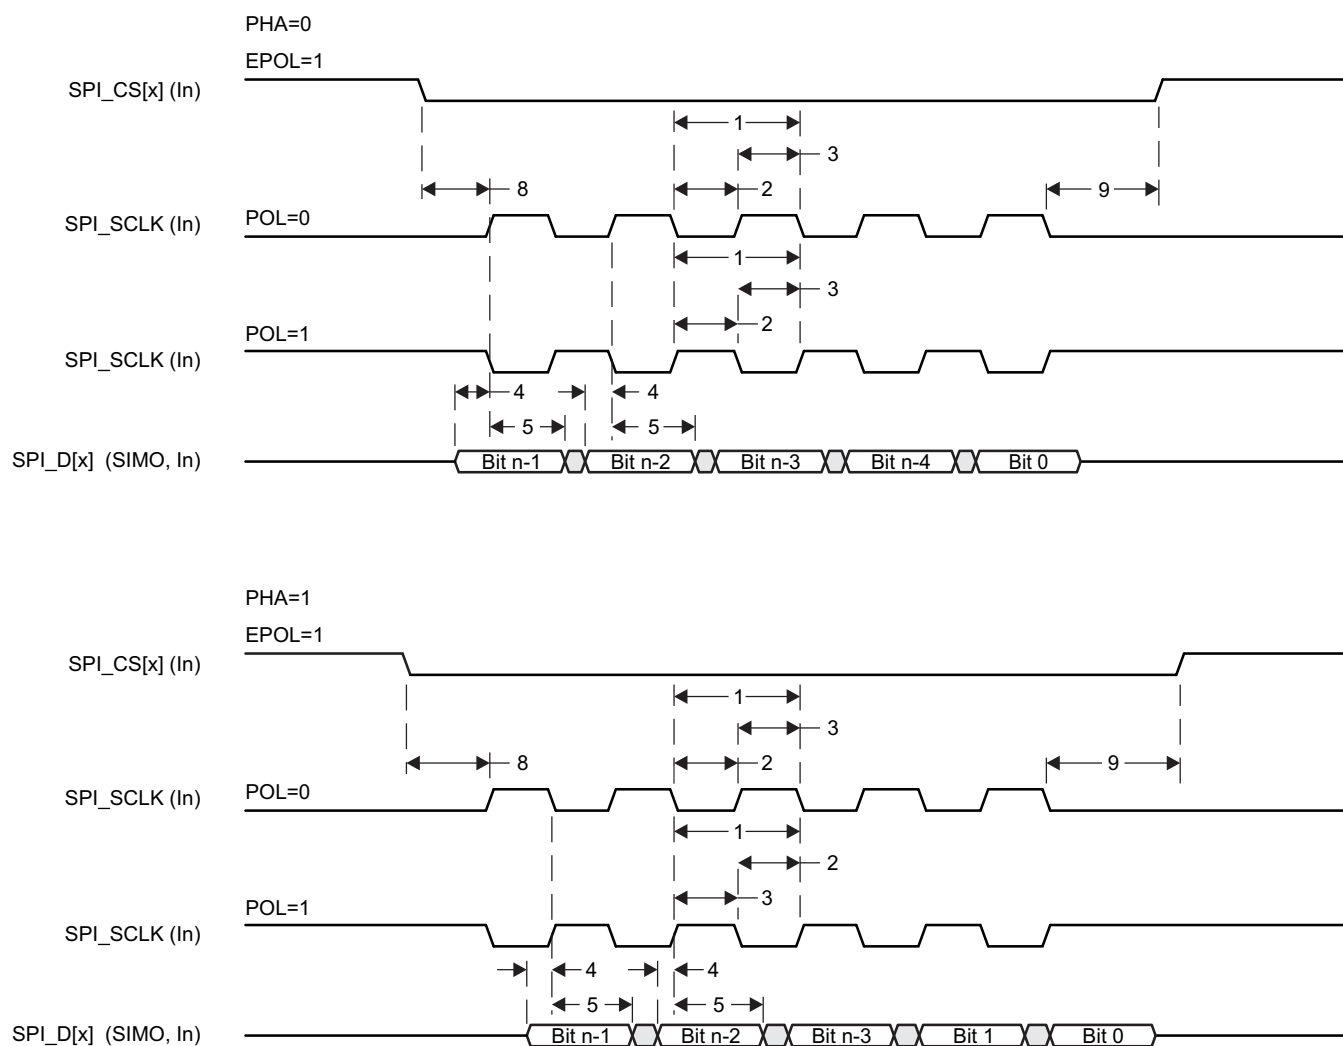 PHA=0
EPOL=1
SPI_CS[x] (In)
1
3
8
2
9
POL=0
SPI_SCLK (In)
1
3
2
POL=1
SPI_SCLK (In)
4
4
5
5
SPI_D[x] (SIMO, In)
Bit n-1
Bit n-2
Bit n-3
Bit n-4
Bit 0
PHA=1
EPOL=1
SPI_CS[x] (In)
1
3
8
2
9
POL=0
SPI_SCLK (In)
1
2
3
POL=1
SPI_SCLK (In)
4
4
5
5
SPI_D[x] (SIMO, In)
Bit n-1
Bit n-2
Bit n-3
Bit 1
Bit 0